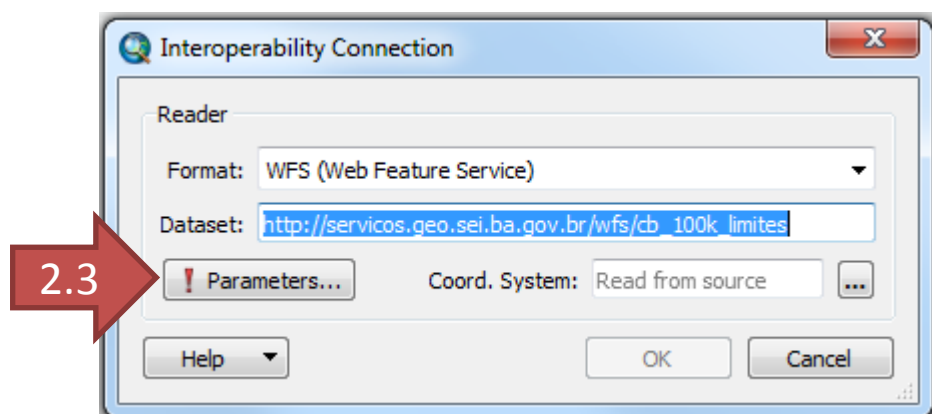 Interoperability Connection
Reader
Format: WFS (Web Feature Service)
Dataset: http://servicos.geo.sei.ba.gov.br/wfs/cb_100k_limites
2.3 ! Parameters... Coord. System: Read from source ...
Help OK Cancel